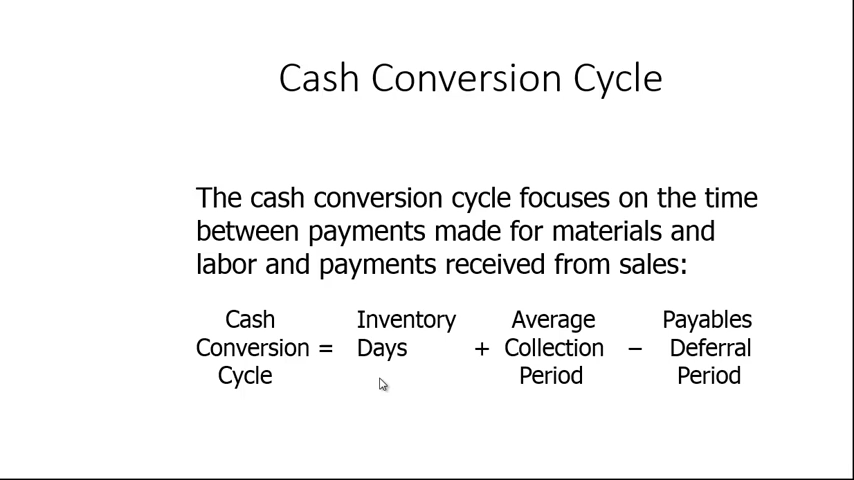 Cash Conversion Cycle
The cash conversion cycle focuses on the time
between payments made for materials and
labor and payments received from sales:
Cash Inventory Average Payables
Conversion = Days + Collection – Deferral
Cycle Period Period